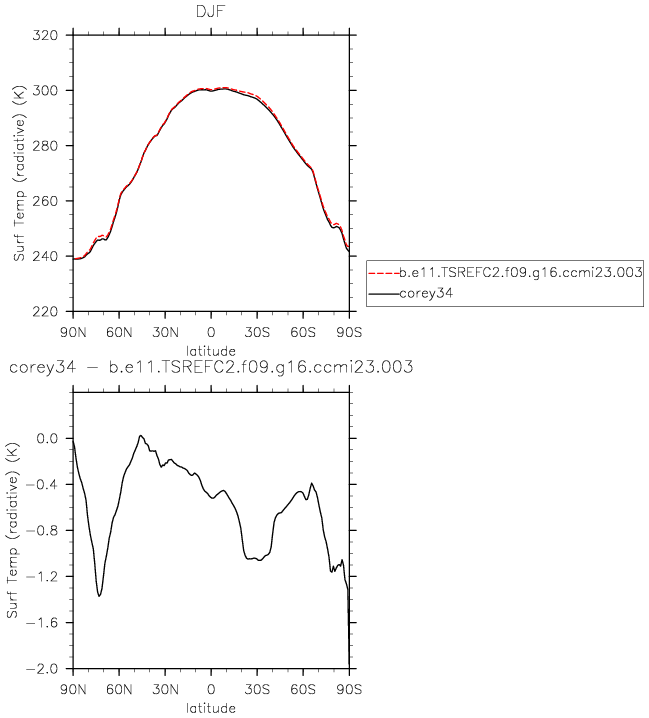 DJF
320
300
280
260
240
220
Surf Temp (radiative) (K)
90N 60N 30N 0 30S 60S 90S
latitude
b.e11.TSREFC2.f09.g16.ccmi23.003
corey34
corey34 − b.e11.TSREFC2.f09.g16.ccmi23.003
0.0
−0.4
−0.8
−1.2
−1.6
−2.0
Surf Temp (radiative) (K)
90N 60N 30N 0 30S 60S 90S
latitude